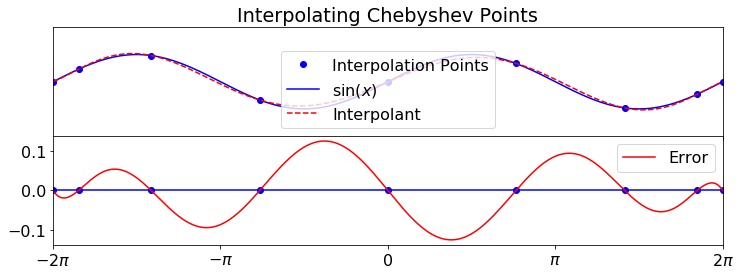 Interpolating Chebyshev Points
Interpolation Points
sin(x)
Interpolant
Error
0.1
0.0
−0.1
−2π −π 0 π 2π